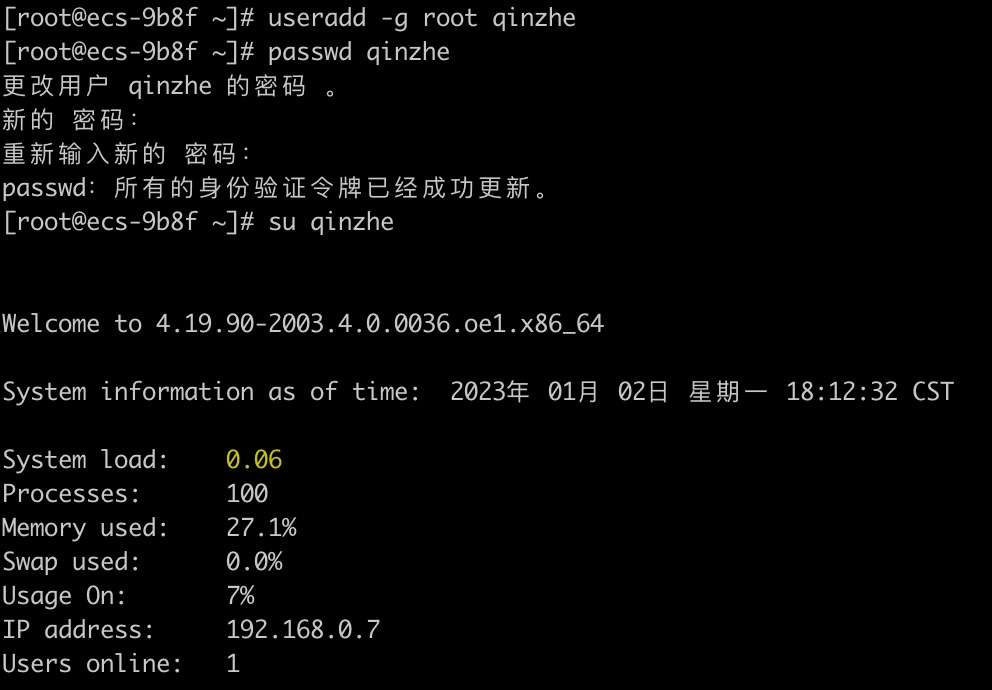 [root@ecs-9b8f ~]# useradd -g root qinzhe
[root@ecs-9b8f ~]# passwd qinzhe
更改用户 qinzhe 的密码 。
新的 密码：
重新输入新的 密码：
passwd：所有的身份验证令牌已经成功更新。
[root@ecs-9b8f ~]# su qinzhe
Welcome to 4.19.90-2003.4.0.0036.oe1.x86_64
System information as of time:  2023年 01月 02日 星期一 18:12:32 CST
System load:    0.06
Processes:      100
Memory used:    27.1%
Swap used:      0.0%
Usage On:       7%
IP address:     192.168.0.7
Users online:   1